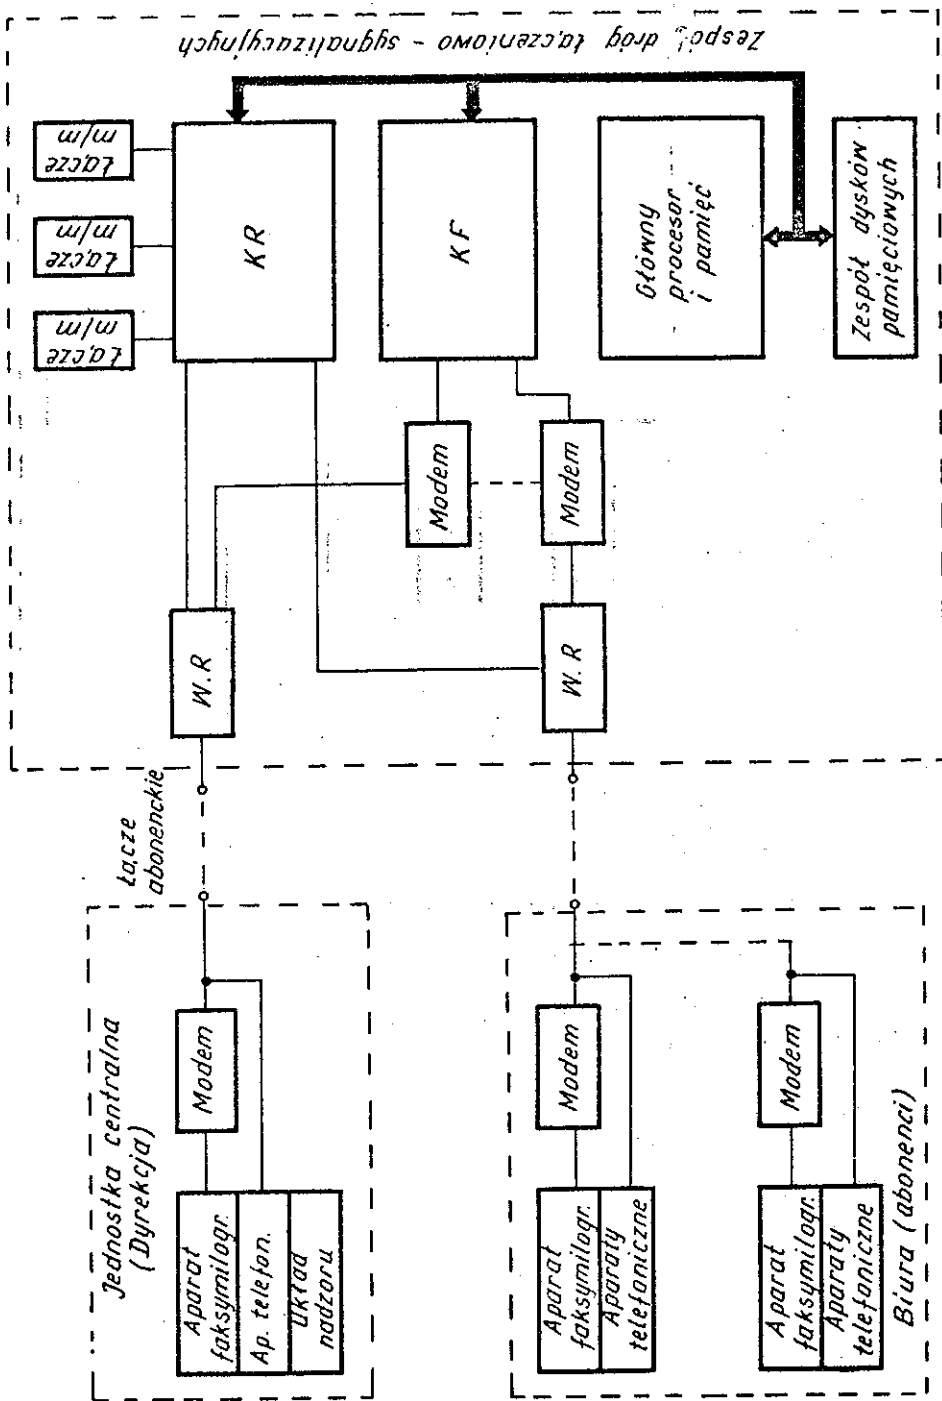 Zespół dróg łączeniowo - sygnalizacyjnych
Łącze
m/m
Łącze
m/m
Łącze
m/m
KR
KF
Główny
procesor
i pamięć
Zespół dysków
pamięciowych
Modem
Modem
W.R
W.R
Łącze
abonenckie
Jednostka centralna
(Dyrekcja)
Modem
Aparat
faksymilogr.
Ap. telefon.
Układ
nadzoru
Modem
Aparat
faksymilogr.
Aparaty
telefoniczne
Modem
Aparat
faksymilogr.
Aparaty
telefoniczne
Biura (abonenci)